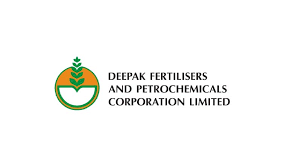 DEEPAK FERTILISERS
AND PETROCHEMICALS
CORPORATION LIMITED